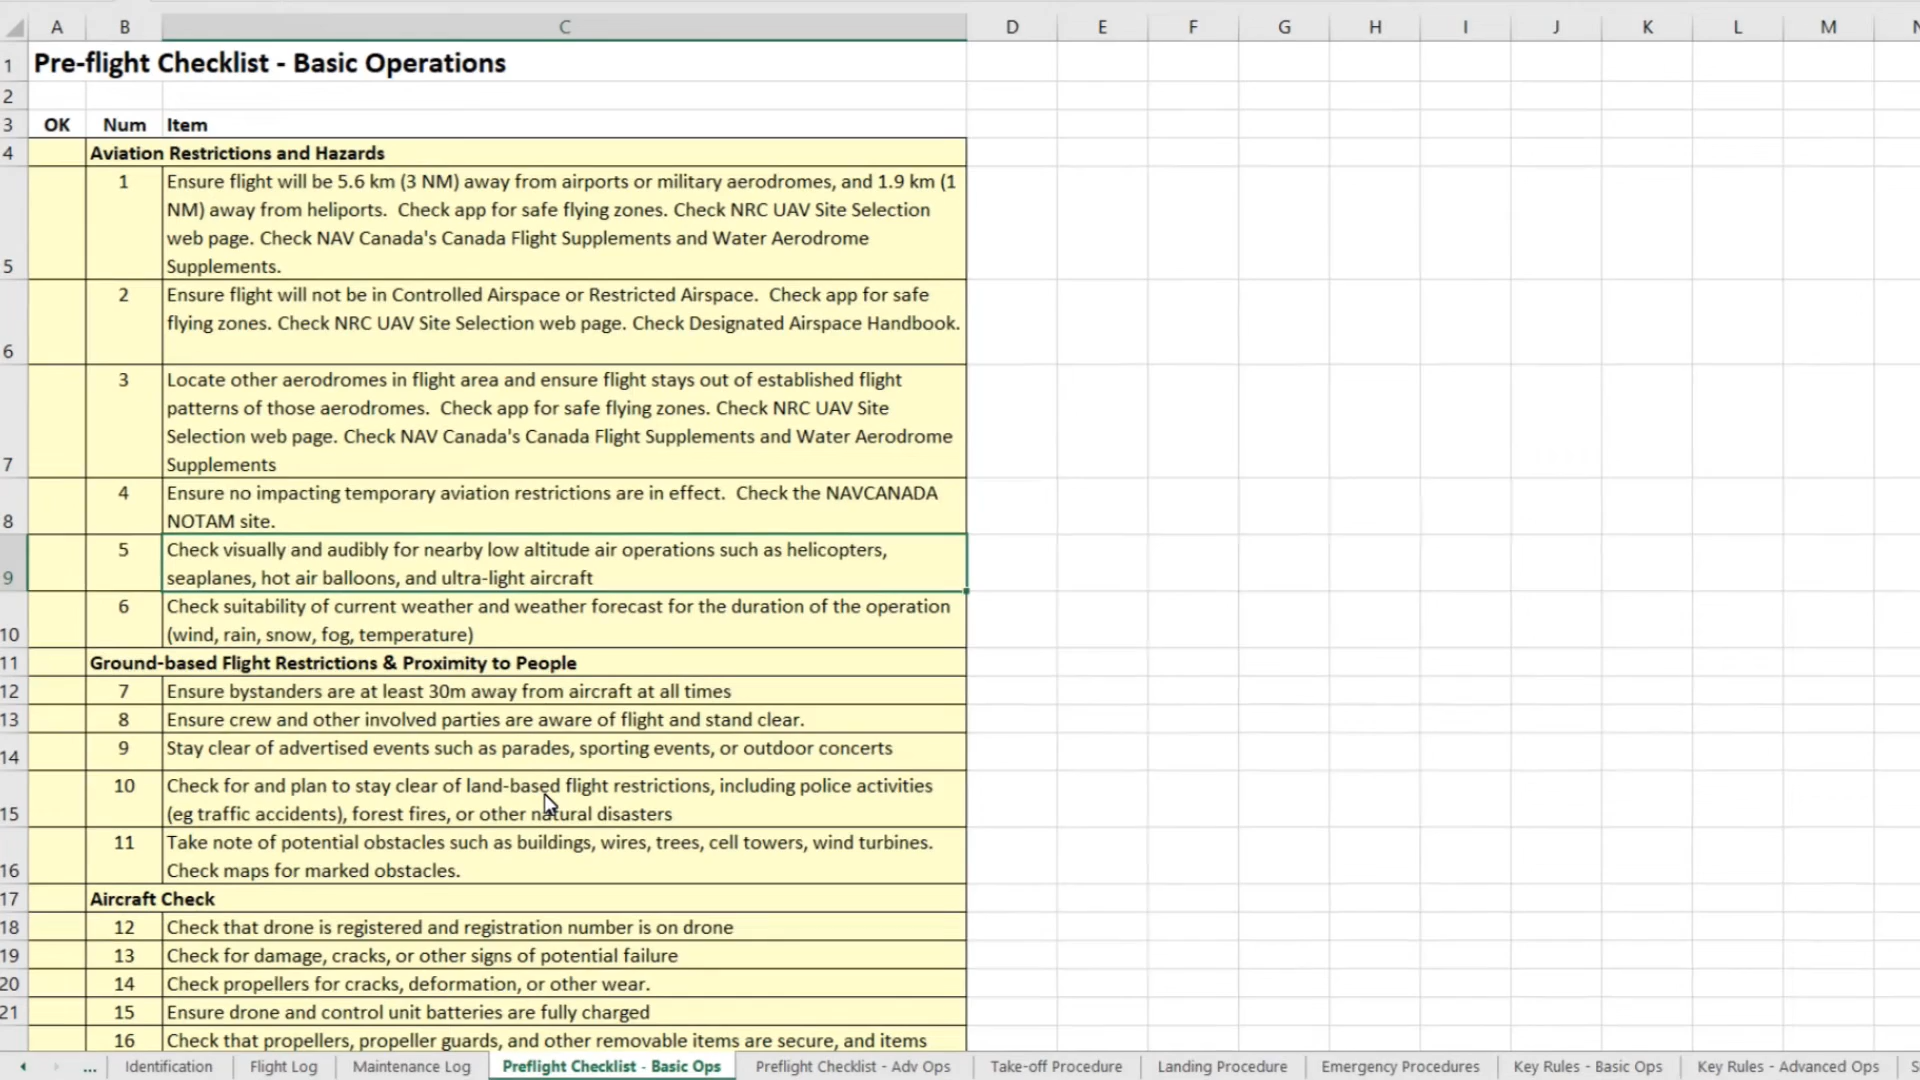 A B C D E F G H I J K L M N
1 Pre-flight Checklist - Basic Operations
2
3 OK Num Item
4 Aviation Restrictions and Hazards
1 Ensure flight will be 5.6 km (3 NM) away from airports or military aerodromes, and 1.9 km (1
NM) away from heliports. Check app for safe flying zones. Check NRC UAV Site Selection
web page. Check NAV Canada's Canada Flight Supplements and Water Aerodrome
5 Supplements.
2 Ensure flight will not be in Controlled Airspace or Restricted Airspace. Check app for safe
flying zones. Check NRC UAV Site Selection web page. Check Designated Airspace Handbook.
6
3 Locate other aerodromes in flight area and ensure flight stays out of established flight
patterns of those aerodromes. Check app for safe flying zones. Check NRC UAV Site
Selection web page. Check NAV Canada's Canada Flight Supplements and Water Aerodrome
7 Supplements
4 Ensure no impacting temporary aviation restrictions are in effect. Check the NAVCANADA
8 NOTAM site.
5 Check visually and audibly for nearby low altitude air operations such as helicopters,
9 seaplanes, hot air balloons, and ultra-light aircraft
6 Check suitability of current weather and weather forecast for the duration of the operation
10 (wind, rain, snow, fog, temperature)
11 Ground-based Flight Restrictions & Proximity to People
12 7 Ensure bystanders are at least 30m away from aircraft at all times
13 8 Ensure crew and other involved parties are aware of flight and stand clear.
14 9 Stay clear of advertised events such as parades, sporting events, or outdoor concerts
10 Check for and plan to stay clear of land-based flight restrictions, including police activities
15 (eg traffic accidents), forest fires, or other natural disasters
11 Take note of potential obstacles such as buildings, wires, trees, cell towers, wind turbines.
16 Check maps for marked obstacles.
17 Aircraft Check
18 12 Check that drone is registered and registration number is on drone
19 13 Check for damage, cracks, or other signs of potential failure
20 14 Check propellers for cracks, deformation, or other wear.
21 15 Ensure drone and control unit batteries are fully charged
16 Check that propellers, propeller guards, and other removable items are secure, and items
... Identification Flight Log Maintenance Log Preflight Checklist - Basic Ops Preflight Checklist - Adv Ops Take-off Procedure Landing Procedure Emergency Procedures Key Rules - Basic Ops Key Rules - Advanced Ops S